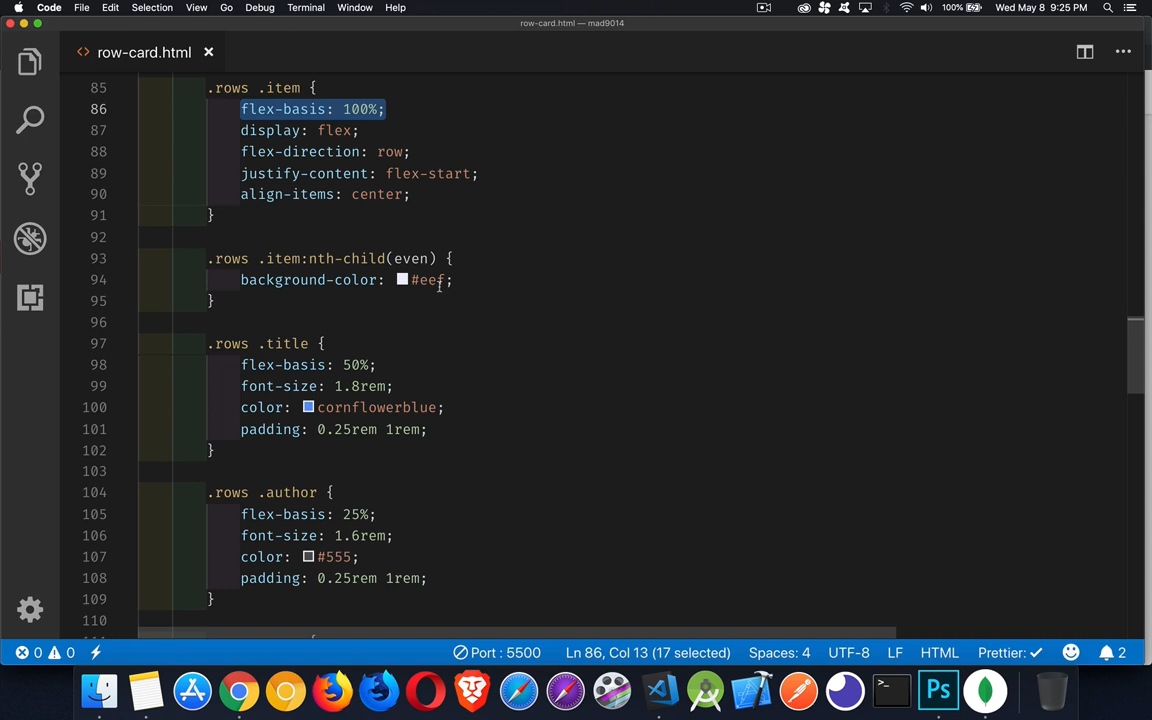 Code File Edit Selection View Go Debug Terminal Window Help 100% Wed May 8 9:25 PM
row-card.html — mad9014
<> row-card.html ×
85 .rows .item {
86 flex-basis: 100%;
87 display: flex;
88 flex-direction: row;
89 justify-content: flex-start;
90 align-items: center;
91 }
92
93 .rows .item:nth-child(even) {
94 background-color: #eef;
95 }
96
97 .rows .title {
98 flex-basis: 50%;
99 font-size: 1.8rem;
100 color: cornflowerblue;
101 padding: 0.25rem 1rem;
102 }
103
104 .rows .author {
105 flex-basis: 25%;
106 font-size: 1.6rem;
107 color: #555;
108 padding: 0.25rem 1rem;
109 }
110
0 0 Port : 5500 Ln 86, Col 13 (17 selected) Spaces: 4 UTF-8 LF HTML Prettier: ✓ 2
>_ Ps